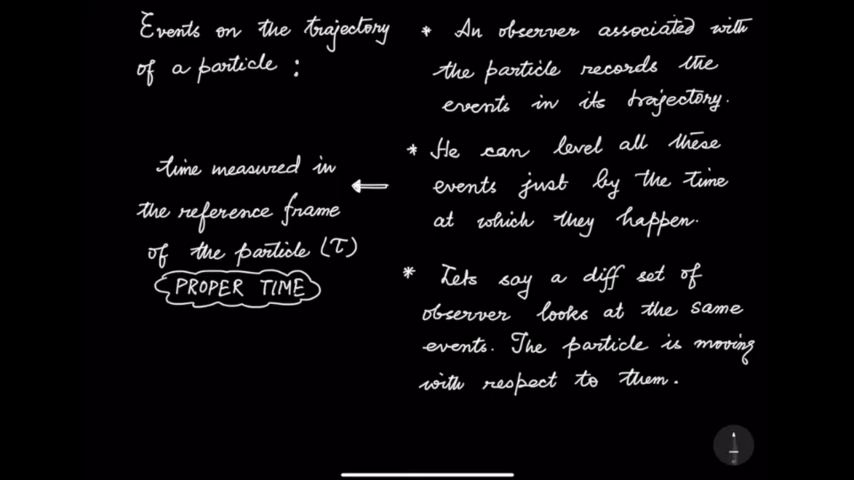 Events on the trajectory
of a particle :
time measured in
the reference frame
of the particle (τ)
PROPER TIME
* An observer associated with
the particle records the
events in its trajectory.
* He can level all these
events just by the time
at which they happen.
* Lets say a diff set of
observer looks at the same
events. The particle is moving
with respect to them.